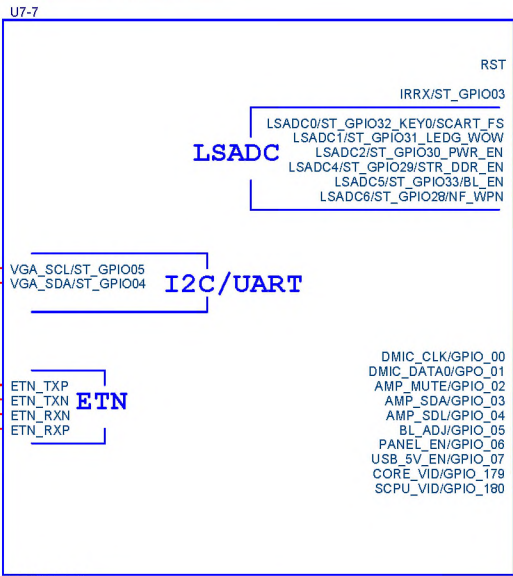 U7-7
RST
IRRX/ST_GPIO03
LSADC
LSADC0/ST_GPIO32_KEY0/SCART_FS
LSADC1/ST_GPIO31_LEDG_WOW
LSADC2/ST_GPIO30_PWR_EN
LSADC4/ST_GPIO29/STR_DDR_EN
LSADC5/ST_GPIO33/BL_EN
LSADC6/ST_GPIO28/NF_WPN
VGA_SCL/ST_GPIO05
VGA_SDA/ST_GPIO04
I2C/UART
ETN_TXP
ETN_TXN
ETN_RXN
ETN_RXP
ETN
DMIC_CLK/GPIO_00
DMIC_DATA0/GPO_01
AMP_MUTE/GPIO_02
AMP_SDA/GPIO_03
AMP_SDL/GPIO_04
BL_ADJ/GPIO_05
PANEL_EN/GPIO_06
USB_5V_EN/GPIO_07
CORE_VID/GPIO_179
SCPU_VID/GPIO_180